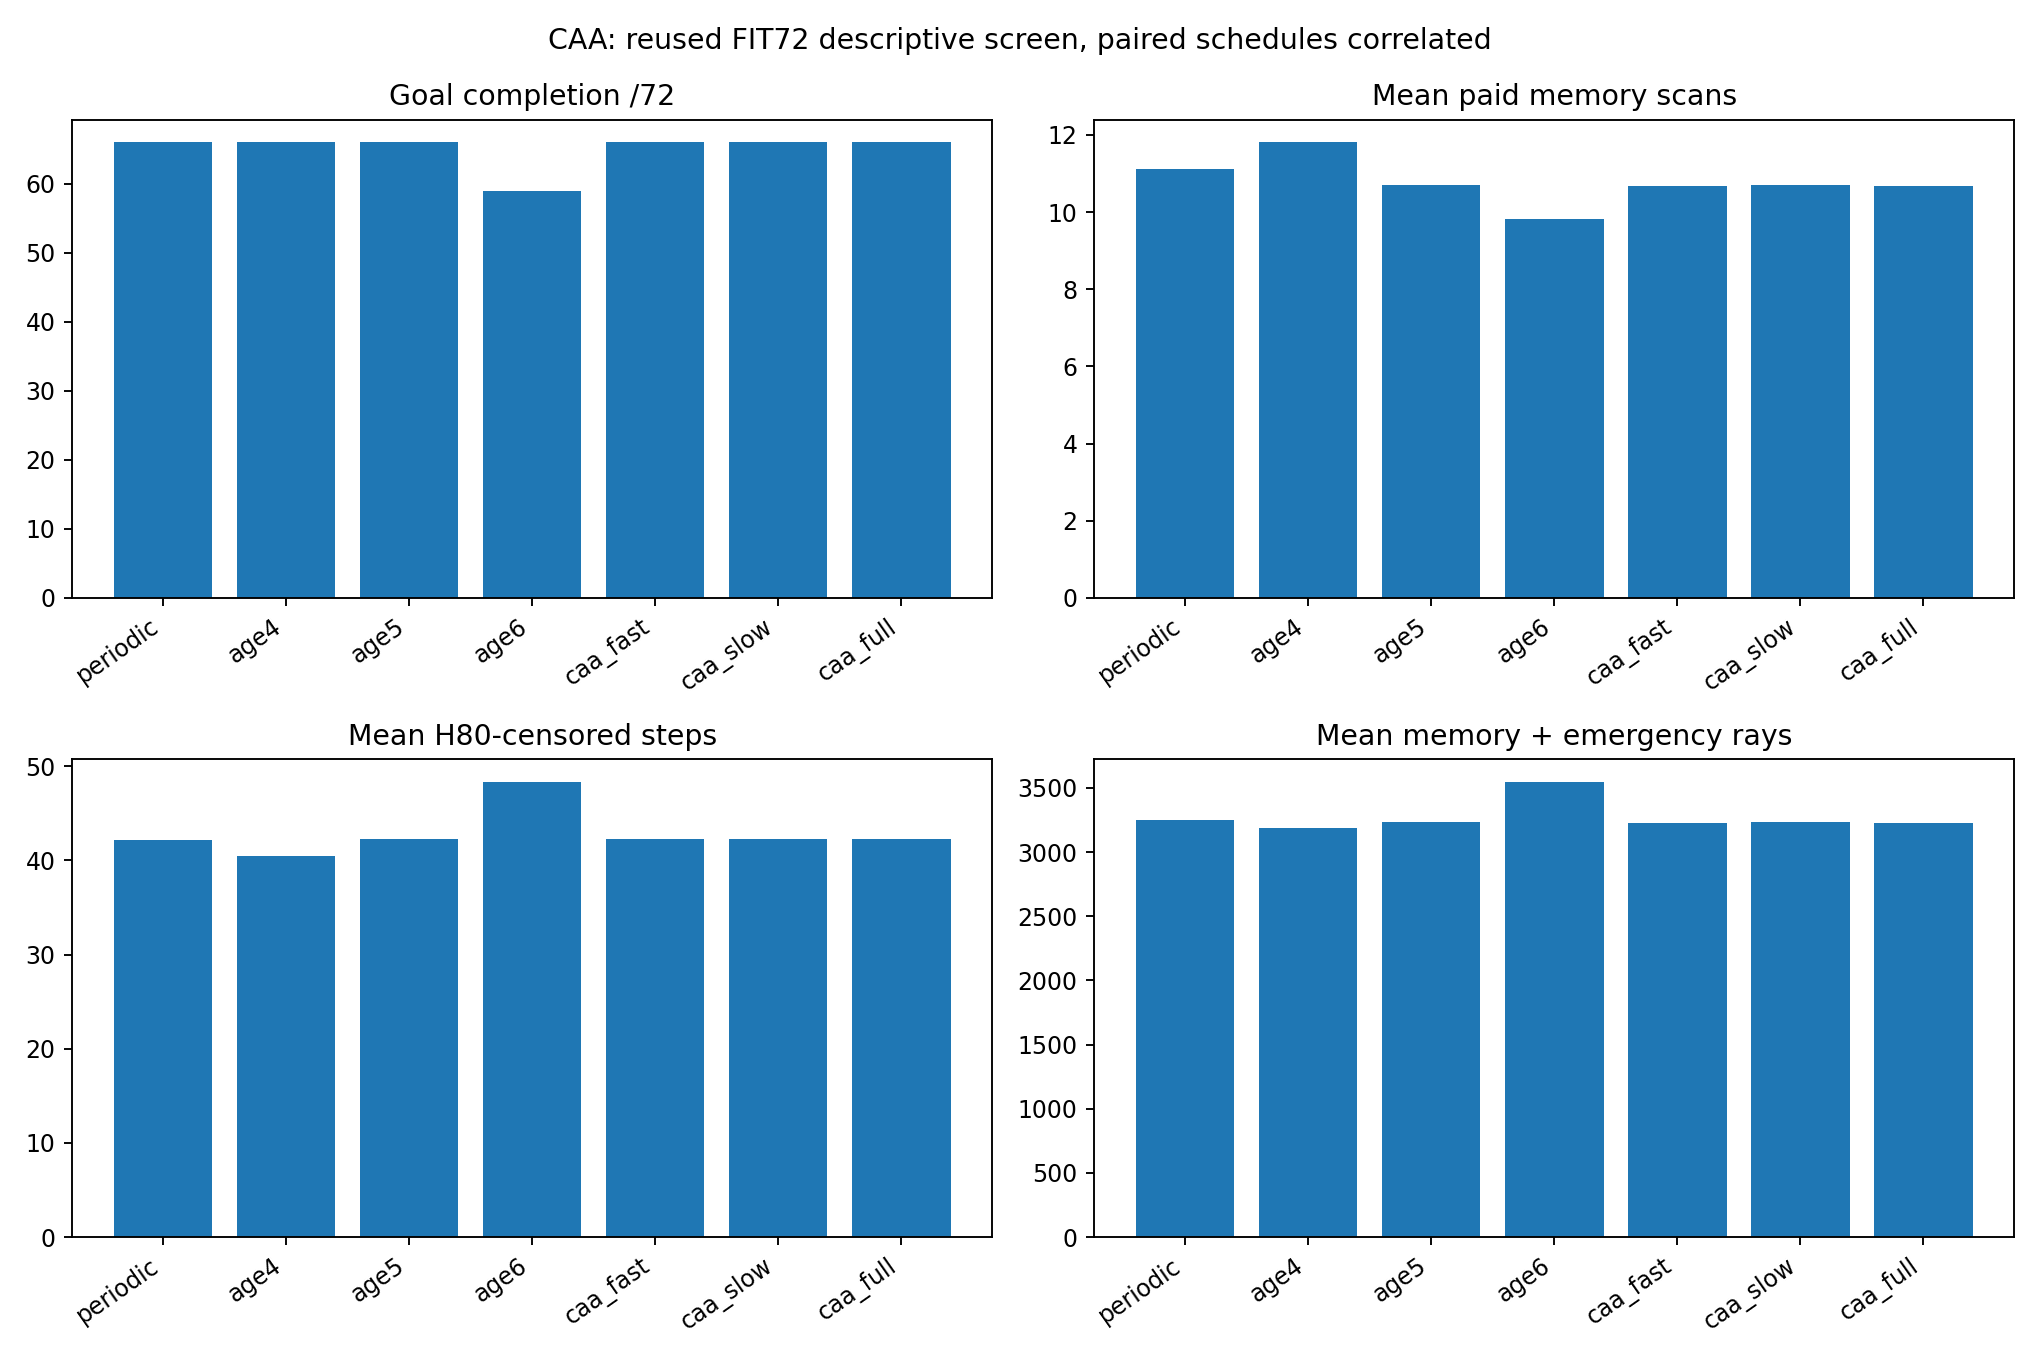 CAA: reused FIT72 descriptive screen, paired schedules correlated
Goal completion /72
60
50
40
30
20
10
0
periodic
age4
age5
age6
caa_fast
caa_slow
caa_full
Mean paid memory scans
12
10
8
6
4
2
0
periodic
age4
age5
age6
caa_fast
caa_slow
caa_full
Mean H80-censored steps
50
40
30
20
10
0
periodic
age4
age5
age6
caa_fast
caa_slow
caa_full
Mean memory + emergency rays
3500
3000
2500
2000
1500
1000
500
0
periodic
age4
age5
age6
caa_fast
caa_slow
caa_full